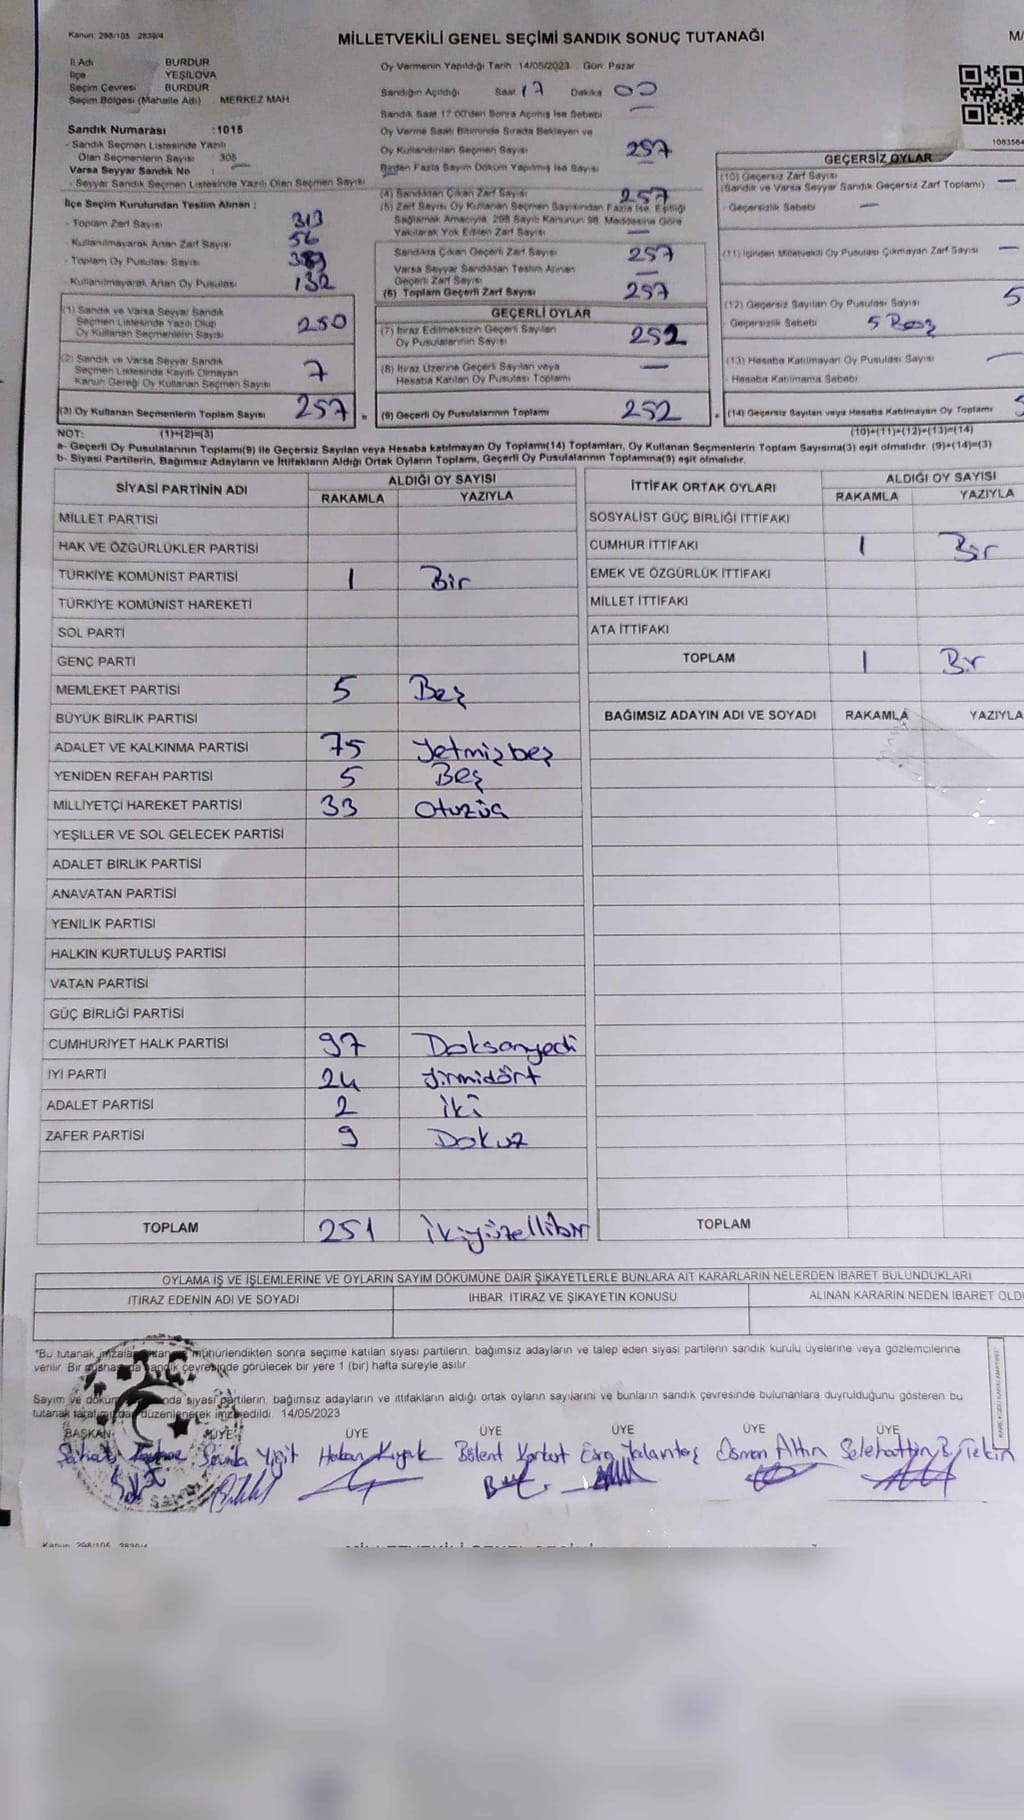 Kanun: 298/105 2839/4
MİLLETVEKİLİ GENEL SEÇİMİ SANDIK SONUÇ TUTANAĞI
M/
İl Adı BURDUR
İlçe YEŞİLOVA
Seçim Çevresi BURDUR
Seçim Bölgesi (Mahalle Adı) MERKEZ MAH
Sandık Numarası :1015
- Sandık Seçmen Listesinde Yazılı
Olan Seçmenlerin Sayısı 305
Varsa Seyyar Sandık No :
- Seyyar Sandık Seçmen Listesinde Yazılı Olan Seçmen Sayısı
İlçe Seçim Kurulundan Teslim Alınan :
- Toplam Zarf Sayısı 313
- Kullanılmayarak Artan Zarf Sayısı 56
- Toplam Oy Pusulası Sayısı 389
- Kullanılmayarak Artan Oy Pusulası 132
(1) Sandık ve Varsa Seyyar Sandık
Seçmen Listesinde Yazılı Olup
Oy Kullanan Seçmenlerin Sayısı 250
(2) Sandık ve Varsa Seyyar Sandık
Seçmen Listesinde Kayıtlı Olmayan
Kanun Gereği Oy Kullanan Seçmen Sayısı 7
(3) Oy Kullanan Seçmenlerin Toplam Sayısı 257 =
Oy Vermenin Yapıldığı Tarih 14/05/2023 Gün Pazar
Sandığın Açıldığı Saat 17 Dakika 00
Sandık Saat 17:00'den Sonra Açılmış İse Sebebi
Oy Verme Saati Bitiminde Sırada Bekleyen ve
Oy Kullandırılan Seçmen Sayısı 257
Birden Fazla Sayım Döküm Yapılmış İse Sayısı
(4) Sandıktan Çıkan Zarf Sayısı 257
(5) Zarf Sayısı Oy Kullanan Seçmen Sayısından Fazla İse, Eşitliği
Sağlamak Amacıyla, 298 Sayılı Kanunun 98. Maddesine Göre
Yakılarak Yok Edilen Zarf Sayısı —
Sandıkta Çıkan Geçerli Zarf Sayısı 257
Varsa Seyyar Sandıktan Teslim Alınan
Geçerli Zarf Sayısı —
(6) Toplam Geçerli Zarf Sayısı 257
GEÇERLİ OYLAR
(7) İtiraz Edilmeksizin Geçerli Sayılan
Oy Pusulalarının Sayısı 252
(8) İtiraz Üzerine Geçerli Sayılan veya
Hesaba Katılan Oy Pusulası Toplamı —
(9) Geçerli Oy Pusulalarının Toplamı 252
1083564
GEÇERSİZ OYLAR
(10) Geçersiz Zarf Sayısı
(Sandık ve Varsa Seyyar Sandık Geçersiz Zarf Toplamı) —
- Geçersizlik Sebebi —
(11) İçinden Milletvekili Oy Pusulası Çıkmayan Zarf Sayısı —
(12) Geçersiz Sayılan Oy Pusulası Sayısı 5
- Geçersizlik Sebebi 5 Beş
(13) Hesaba Katılmayan Oy Pusulası Sayısı —
- Hesaba Katılmama Sebebi
(14) Geçersiz Sayılan veya Hesaba Katılmayan Oy Toplamı 5
NOT: (1)+(2)=(3) (10)+(11)+(12)+(13)=(14)
a- Geçerli Oy Pusulalarının Toplamı(9) ile Geçersiz Sayılan veya Hesaba katılmayan Oy Toplamı(14) Toplamları, Oy Kullanan Seçmenlerin Toplam Sayısına(3) eşit olmalıdır. (9)+(14)=(3)
b- Siyasi Partilerin, Bağımsız Adayların ve İttifakların Aldığı Ortak Oyların Toplamı, Geçerli Oy Pusulalarının Toplamına(9) eşit olmalıdır.
SİYASİ PARTİNİN ADI ALDIĞI OY SAYISI
RAKAMLA YAZIYLA
MİLLET PARTİSİ
HAK VE ÖZGÜRLÜKLER PARTİSİ
TÜRKİYE KOMÜNİST PARTİSİ 1 Bir
TÜRKİYE KOMÜNİST HAREKETİ
SOL PARTİ
GENÇ PARTİ
MEMLEKET PARTİSİ 5 Beş
BÜYÜK BİRLİK PARTİSİ
ADALET VE KALKINMA PARTİSİ 75 Yetmişbeş
YENİDEN REFAH PARTİSİ 5 Beş
MİLLİYETÇİ HAREKET PARTİSİ 33 Otuzüç
YEŞİLLER VE SOL GELECEK PARTİSİ
ADALET BİRLİK PARTİSİ
ANAVATAN PARTİSİ
YENİLİK PARTİSİ
HALKIN KURTULUŞ PARTİSİ
VATAN PARTİSİ
GÜÇ BİRLİĞİ PARTİSİ
CUMHURİYET HALK PARTİSİ 97 Doksanyedi
İYİ PARTİ 24 Yirmidört
ADALET PARTİSİ 2 İki
ZAFER PARTİSİ 9 Dokuz
TOPLAM 251 İkiyüzellibir
İTTİFAK ORTAK OYLARI ALDIĞI OY SAYISI
RAKAMLA YAZIYLA
SOSYALİST GÜÇ BİRLİĞİ İTTİFAKI
CUMHUR İTTİFAKI 1 Bir
EMEK VE ÖZGÜRLÜK İTTİFAKI
MİLLET İTTİFAKI
ATA İTTİFAKI
TOPLAM 1 Bir
BAĞIMSIZ ADAYIN ADI VE SOYADI RAKAMLA YAZIYLA
TOPLAM
OYLAMA İŞ VE İŞLEMLERİNE VE OYLARIN SAYIM DÖKÜMÜNE DAİR ŞİKAYETLERLE BUNLARA AİT KARARLARIN NELERDEN İBARET BULUNDUKLARI
İTİRAZ EDENİN ADI VE SOYADI İHBAR, İTİRAZ VE ŞİKAYETİN KONUSU ALINAN KARARIN NEDEN İBARET OLD
"Bu tutanak imzalandıktan ve mühürlendikten sonra seçime katılan siyasi partilerin, bağımsız adayların ve talep eden siyasi partilerin sandık kurulu üyelerine veya gözlemcilerine
verilir. Bir nüshası da sandık çevresinde görülecek bir yere 1 (bir) hafta süreyle asılır.
Sayım ve döküm sonunda siyasi partilerin, bağımsız adayların ve ittifakların aldığı ortak oyların sayılarını ve bunların sandık çevresinde bulunanlara duyrulduğunu gösteren bu
tutanak tarafımızdan düzenlenerek imza edildi 14/05/2023
BAŞKAN ÜYE ÜYE ÜYE ÜYE ÜYE ÜYE
Sevda Yiğit Hakan Bülent Osman Altın Selehattin
Kanun 298/105 2839/4